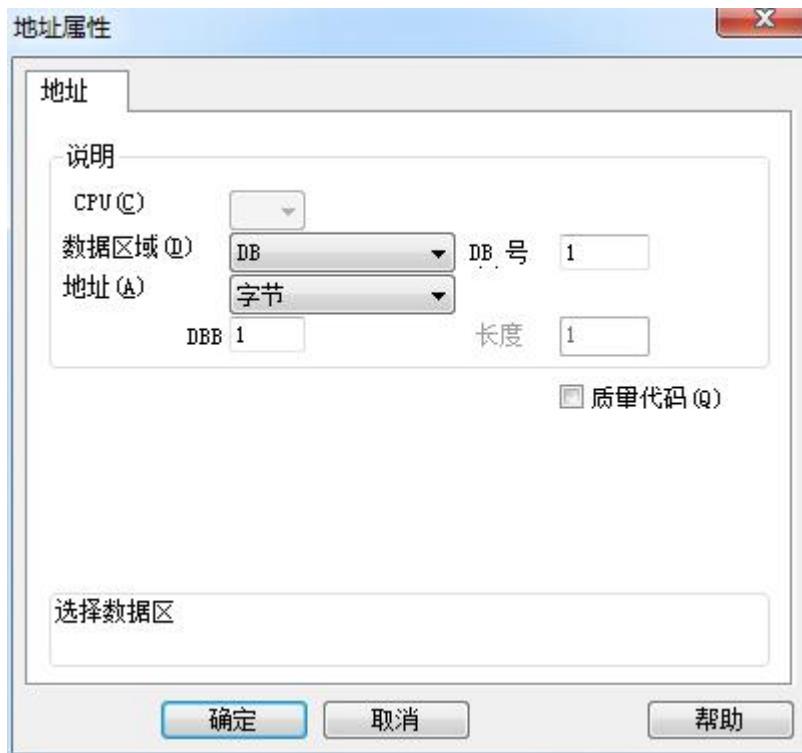 地址属性
地址
说明
CPU(C)
数据区域(D) DB DB 号 1
地址(A) 字节
DBB 1 长度 1
质量代码(Q)
选择数据区
确定 取消 帮助